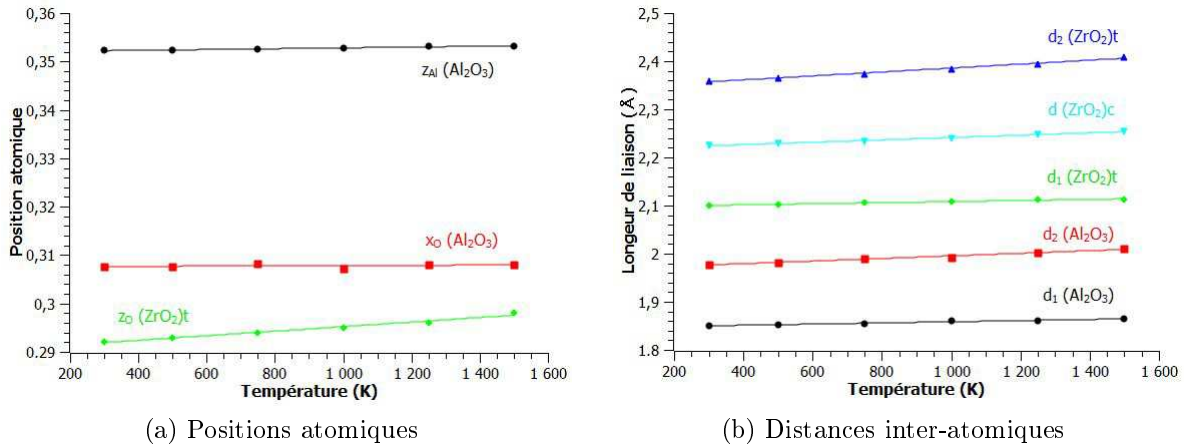 0,36
0,35
0,34
0,33
0,32
0,31
0,3
0.29
Position atomique
z_Al (Al₂O₃)
x_O (Al₂O₃)
z_O (ZrO₂)t
200 400 600 800 1 000 1 200 1 400 1 600
Température (K)
(a) Positions atomiques
2,5
2,4
2,3
2,2
2,1
2
1,9
1.8
Longeur de liaison (Å)
d₂ (ZrO₂)t
d (ZrO₂)c
d₁ (ZrO₂)t
d₂ (Al₂O₃)
d₁ (Al₂O₃)
200 400 600 800 1 000 1 200 1 400 1 600
Température (K)
(b) Distances inter-atomiques